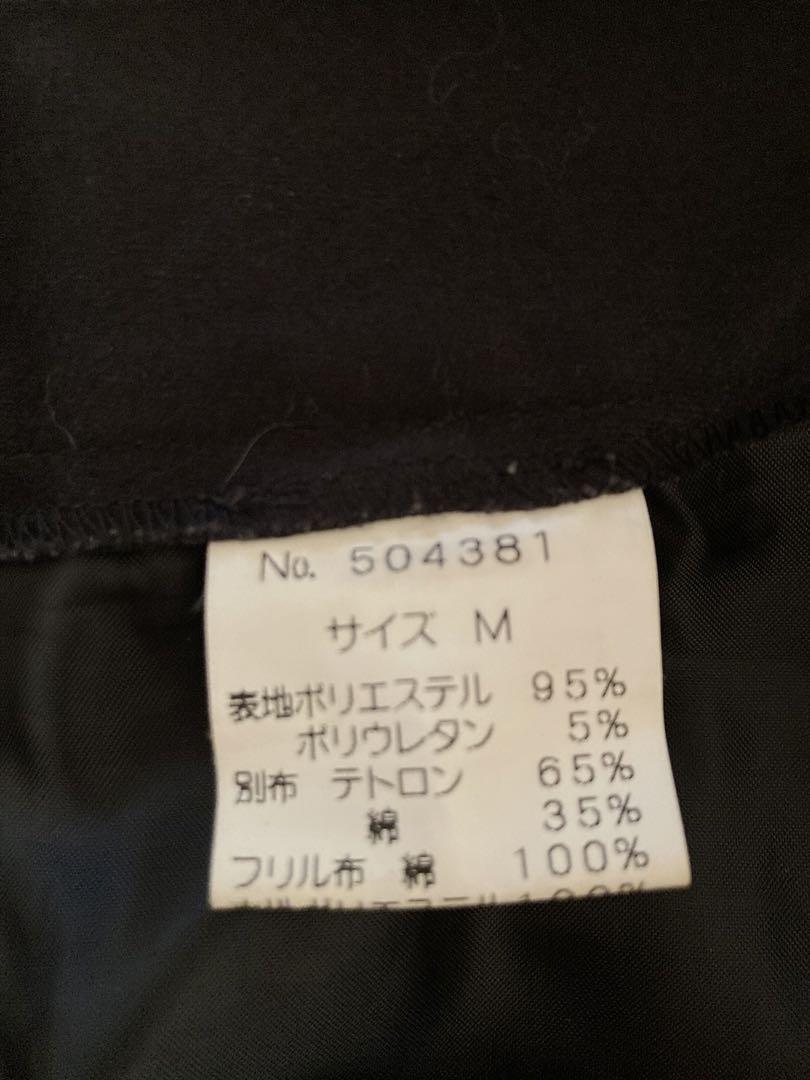 No. 504381
サイズ M
表地ポリエステル 95%
ポリウレタン 5%
別布 テトロン 65%
綿 35%
フリル布 綿 100%